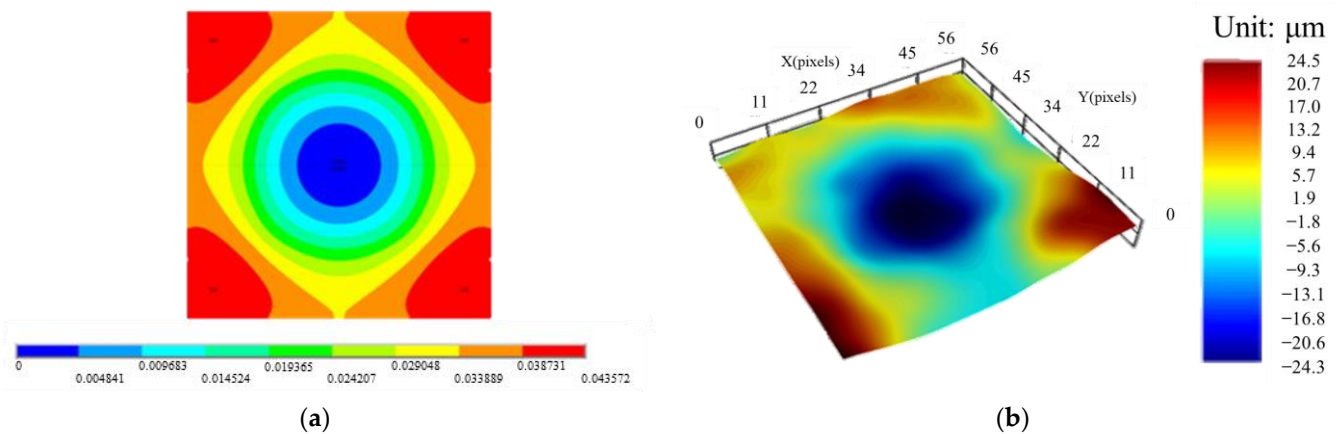 0 0.009683 0.019365 0.029048 0.038731
0.004841 0.014524 0.024207 0.033889 0.043572
(a)
X(pixels)
0 11 22 34 45 56
Y(pixels)
56 45 34 22 11 0
Unit: μm
24.5
20.7
17.0
13.2
9.4
5.7
1.9
−1.8
−5.6
−9.3
−13.1
−16.8
−20.6
−24.3
(b)